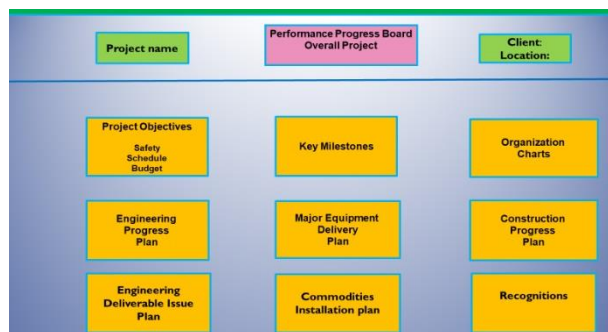 Project name
Performance Progress Board
Overall Project
Client:
Location:
Project Objectives
Safety
Schedule
Budget
Key Milestones
Organization
Charts
Engineering
Progress
Plan
Major Equipment
Delivery
Plan
Construction
Progress
Plan
Engineering
Deliverable Issue
Plan
Commodities
Installation plan
Recognitions